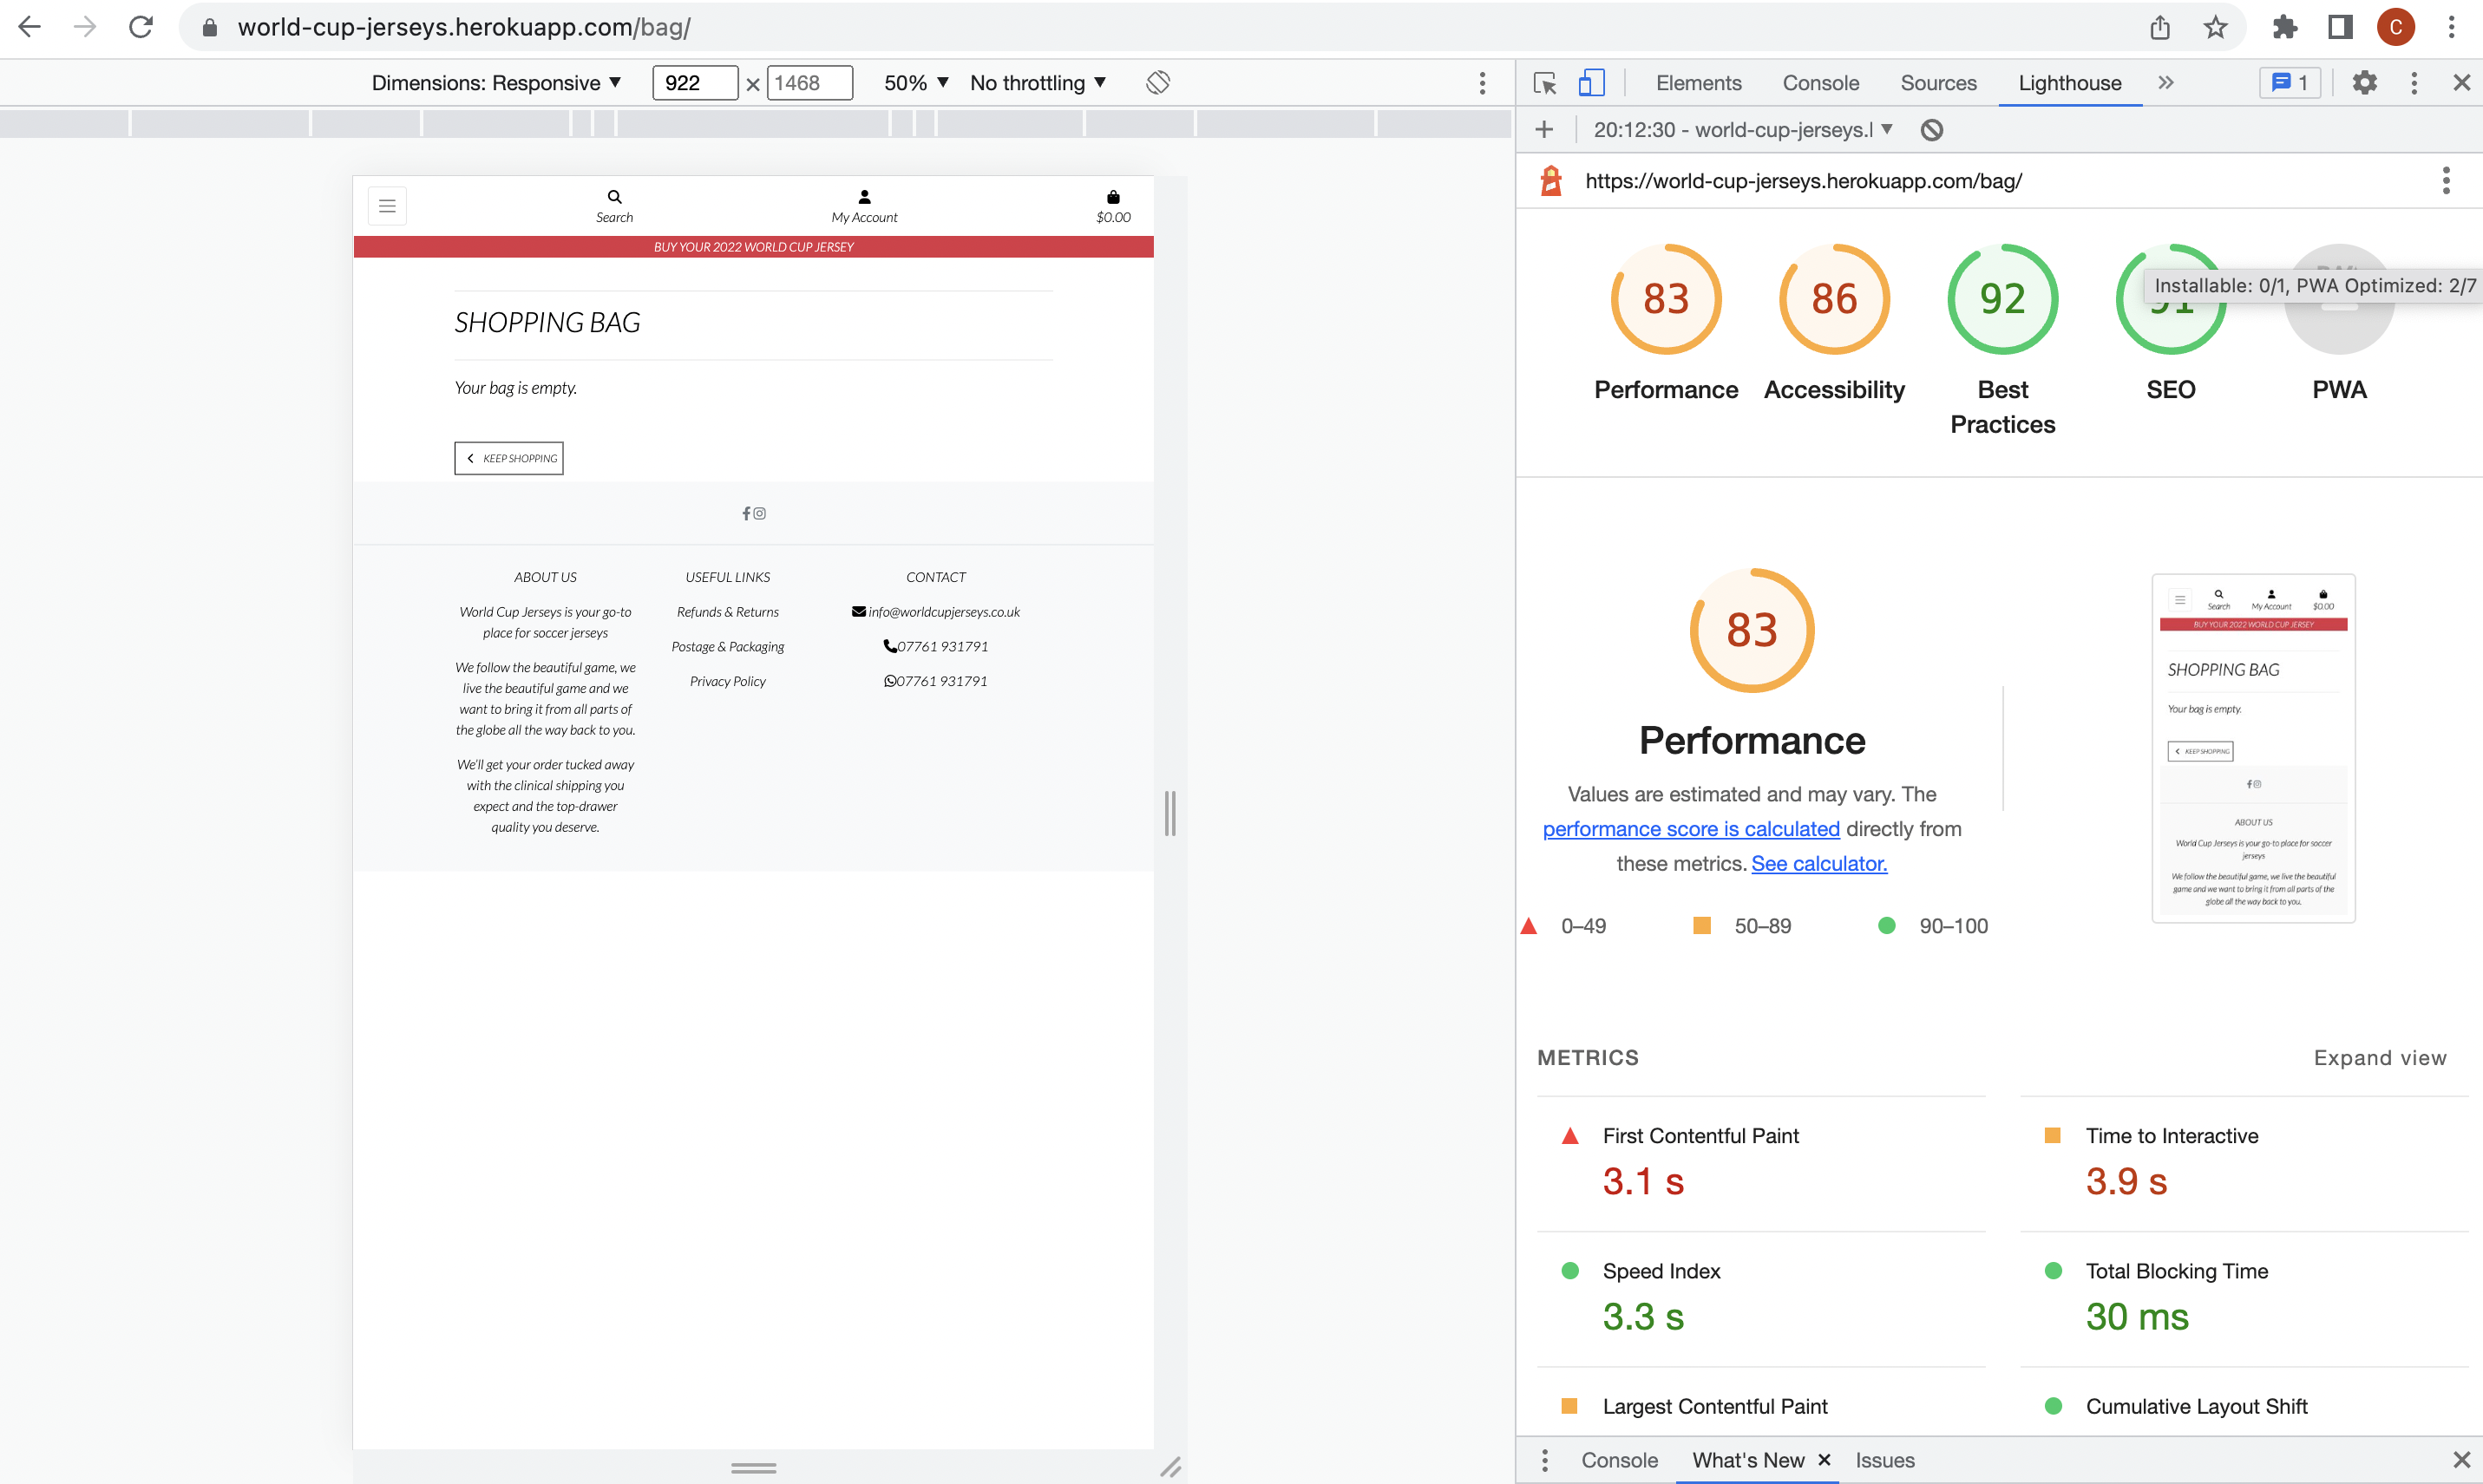 world-cup-jerseys.herokuapp.com/bag/
C
Dimensions: Responsive ▼ 922 × 1468 50% ▼ No throttling ▼
Search
My Account
$0.00
BUY YOUR 2022 WORLD CUP JERSEY
SHOPPING BAG
Your bag is empty.
KEEP SHOPPING
ABOUT US
World Cup Jerseys is your go-to
place for soccer jerseys
We follow the beautiful game, we
live the beautiful game and we
want to bring it from all parts of
the globe all the way back to you.
We'll get your order tucked away
with the clinical shipping you
expect and the top-drawer
quality you deserve.
USEFUL LINKS
Refunds & Returns
Postage & Packaging
Privacy Policy
CONTACT
info@worldcupjerseys.co.uk
07761 931791
07761 931791
Elements Console Sources Lighthouse » 1
20:12:30 - world-cup-jerseys.l ▼
https://world-cup-jerseys.herokuapp.com/bag/
83
Performance
86
Accessibility
92
Best
Practices
91
SEO
Installable: 0/1, PWA Optimized: 2/7
PWA
83
Performance
Values are estimated and may vary. The
performance score is calculated directly from
these metrics. See calculator.
0–49 50–89 90–100
Search
My Account
$0.00
BUY YOUR 2022 WORLD CUP JERSEY
SHOPPING BAG
Your bag is empty.
KEEP SHOPPING
ABOUT US
World Cup Jerseys is your go-to place for soccer
jerseys
We follow the beautiful game, we live the beautiful
game and we want to bring it from all parts of the
globe all the way back to you.
METRICS
Expand view
First Contentful Paint
3.1 s
Time to Interactive
3.9 s
Speed Index
3.3 s
Total Blocking Time
30 ms
Largest Contentful Paint
Cumulative Layout Shift
Console What's New × Issues